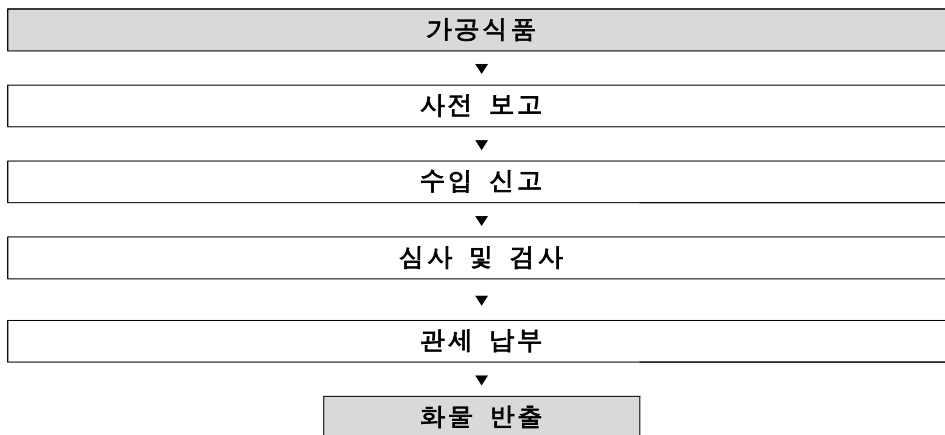 가공식품
사전 보고
수입 신고
심사 및 검사
관세 납부
화물 반출